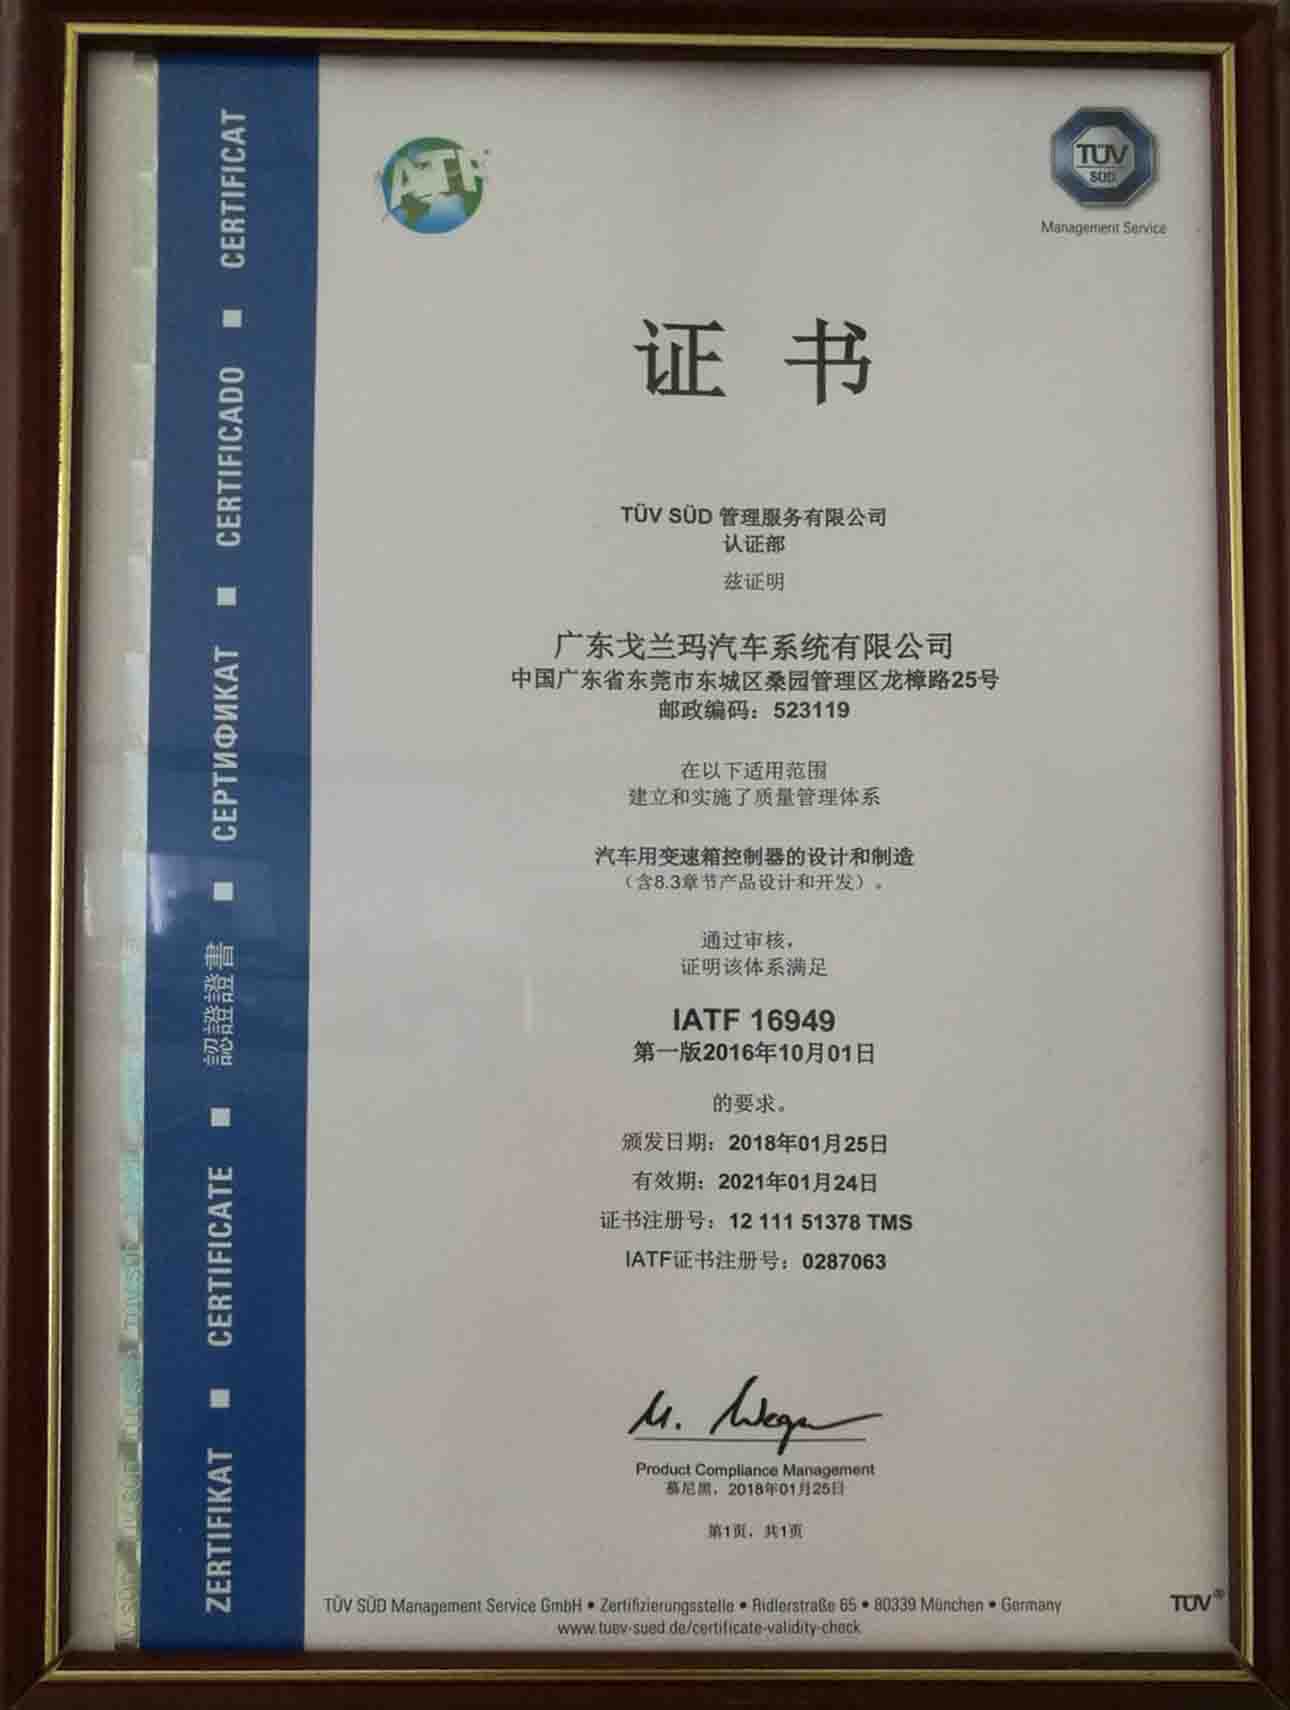 IATF
TÜV
SÜD
Management Service
证 书
TÜV SÜD 管理服务有限公司
认证部
兹证明
广东戈兰玛汽车系统有限公司
中国广东省东莞市东城区桑园管理区龙樟路25号
邮政编码：523119
在以下适用范围
建立和实施了质量管理体系
汽车用变速箱控制器的设计和制造
（含8.3章节产品设计和开发）。
通过审核，
证明该体系满足
IATF 16949
第一版2016年10月01日
的要求。
颁发日期：2018年01月25日
有效期：2021年01月24日
证书注册号：12 111 51378 TMS
IATF证书注册号：0287063
Product Compliance Management
慕尼黑，2018年01月25日
第1页，共1页
TÜV SÜD Management Service GmbH • Zertifizierungsstelle • Ridlerstraße 65 • 80339 München • Germany
www.tuev-sued.de/certificate-validity-check
TÜV®
ZERTIFIKAT ■ CERTIFICATE ■ 認證證書 ■ СЕРТИФИКАТ ■ CERTIFICADO ■ CERTIFICAT